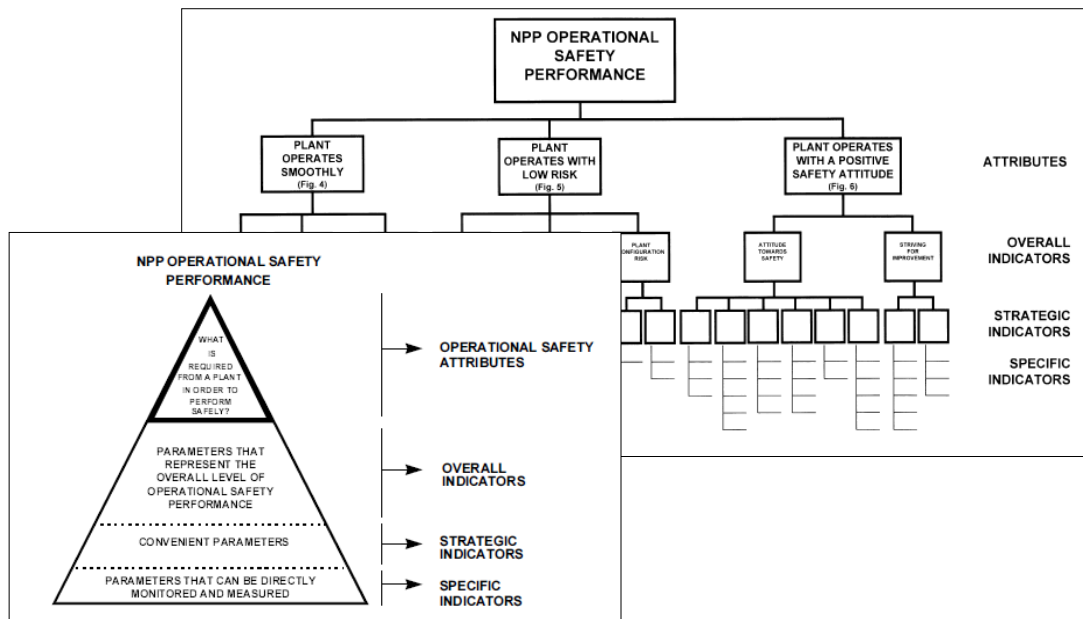 NPP OPERATIONAL
SAFETY
PERFORMANCE
PLANT
OPERATES
SMOOTHLY
(Fig. 4)
PLANT
OPERATES WITH
LOW RISK
(Fig. 5)
PLANT OPERATES
WITH A POSITIVE
SAFETY ATTITUDE
(Fig. 6)
ATTRIBUTES
PLANT
ONFIGURATION
RISK
ATTITUDE
TOWARDS
SAFETY
STRIVING
FOR
IMPROVEMENT
OVERALL
INDICATORS
STRATEGIC
INDICATORS
SPECIFIC
INDICATORS
NPP OPERATIONAL SAFETY
PERFORMANCE
WHAT
IS
REQUIRED
FROM A PLANT
IN ORDER TO
PERFORM
SAFELY?
OPERATIONAL SAFETY
ATTRIBUTES
PARAMETERS THAT
REPRESENT THE
OVERALL LEVEL OF
OPERATIONAL SAFETY
PERFORMANCE
OVERALL
INDICATORS
CONVENIENT PARAMETERS
STRATEGIC
INDICATORS
PARAMETERS THAT CAN BE DIRECTLY
MONITORED AND MEASURED
SPECIFIC
INDICATORS